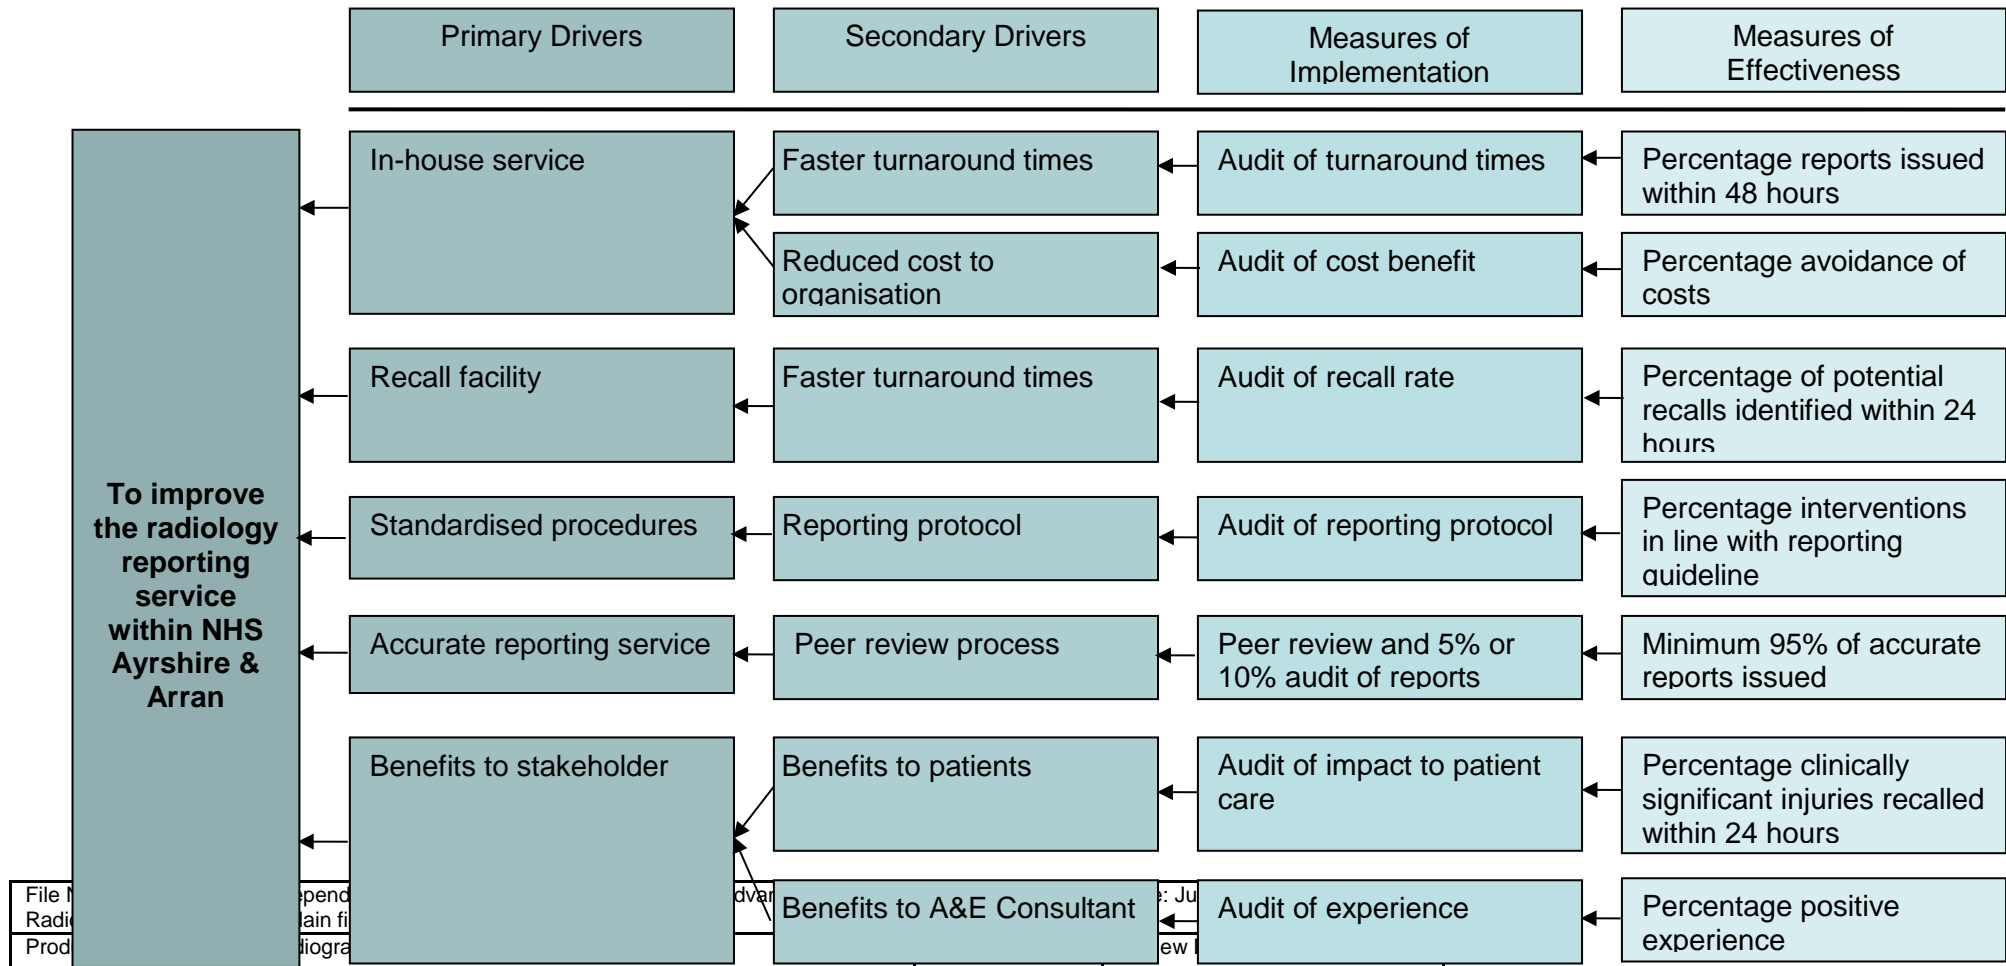 Primary Drivers
Secondary Drivers
Measures of
Implementation
Measures of
Effectiveness
To improve
the radiology
reporting
service
within NHS
Ayrshire &
Arran
In-house service
Faster turnaround times
Audit of turnaround times
Percentage reports issued
within 48 hours
Reduced cost to
organisation
Audit of cost benefit
Percentage avoidance of
costs
Recall facility
Faster turnaround times
Audit of recall rate
Percentage of potential
recalls identified within 24
hours
Standardised procedures
Reporting protocol
Audit of reporting protocol
Percentage interventions
in line with reporting
guideline
Accurate reporting service
Peer review process
Peer review and 5% or
10% audit of reports
Minimum 95% of accurate
reports issued
Benefits to stakeholder
Benefits to patients
Audit of impact to patient
care
Percentage clinically
significant injuries recalled
within 24 hours
Benefits to A&E Consultant
Audit of experience
Percentage positive
experience
File